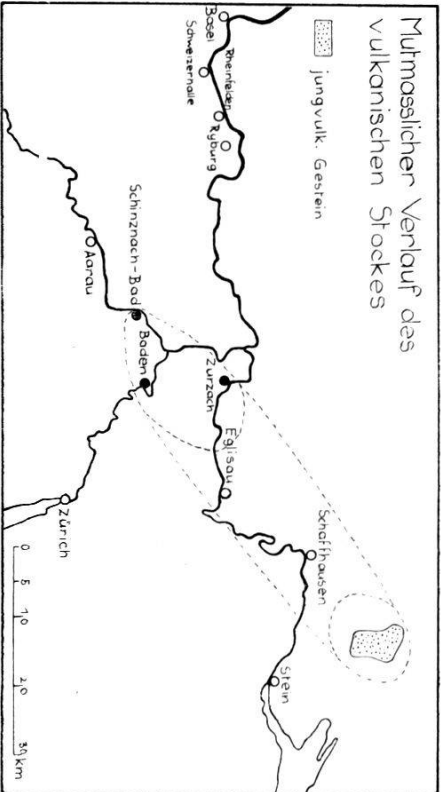 Mutmasslicher Verlauf des
vulkanischen Stockes
jungvulk. Gestein
Basel
Rheinfelden
Schweizerhalle
Ryburg
Aarau
Schinznach-Bad
Baden
Zurzach
Eglisau
Zürich
Schaffhausen
Stein
0 5 10 20 30 km